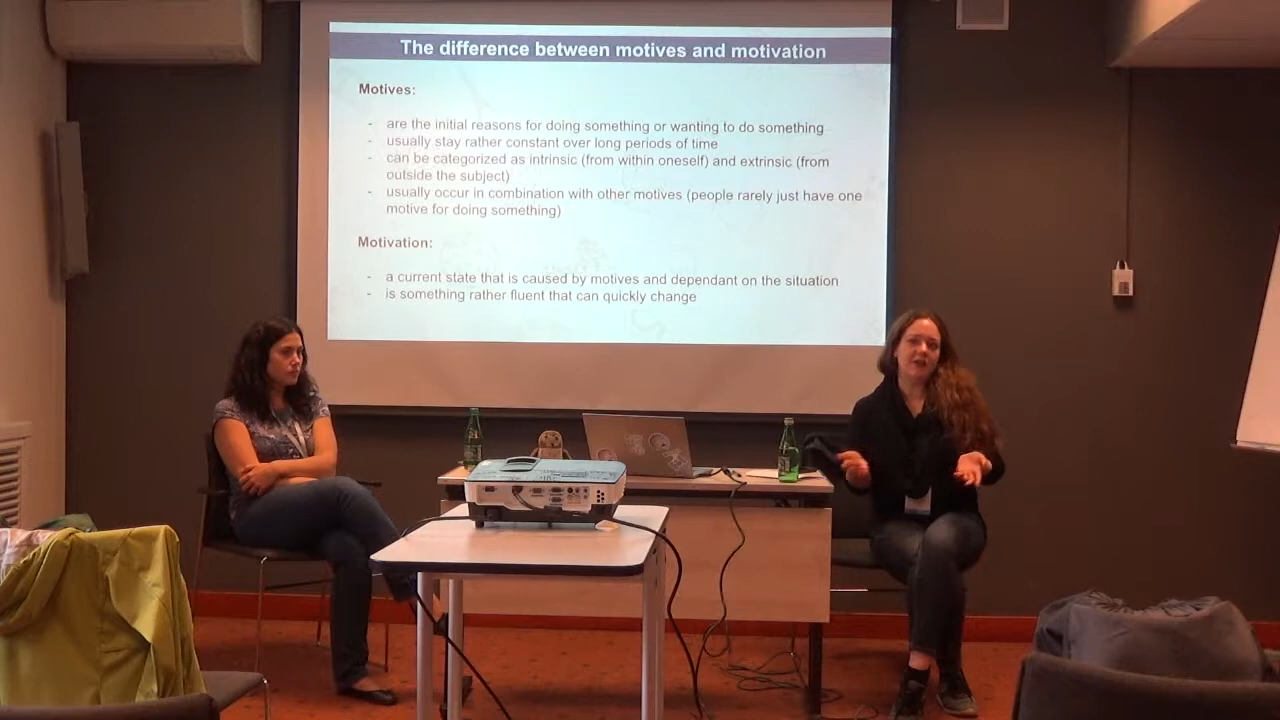 The difference between motives and motivation
Motives:
- are the initial reasons for doing something or wanting to do something
- usually stay rather constant over long periods of time
- can be categorized as intrinsic (from within oneself) and extrinsic (from
outside the subject)
- usually occur in combination with other motives (people rarely just have one
motive for doing something)
Motivation:
- a current state that is caused by motives and dependant on the situation
- is something rather fluent that can quickly change